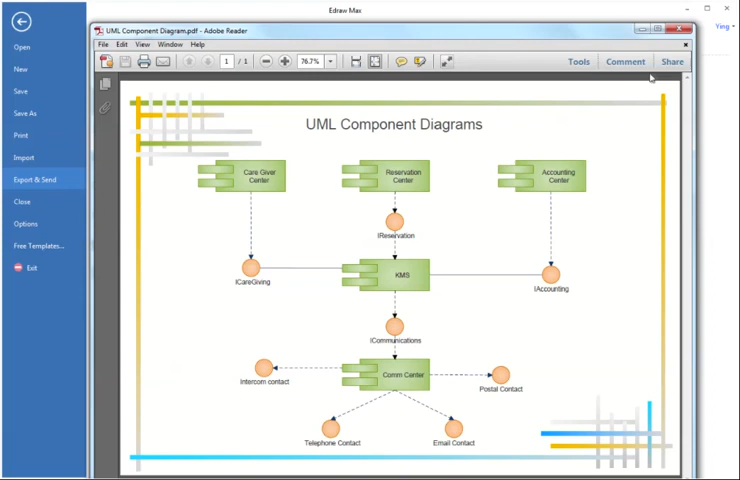 Edraw Max
Ying
Open
New
Save
Save As
Print
Import
Export & Send
Close
Options
Free Templates...
Exit
UML Component Diagram.pdf - Adobe Reader
File Edit View Window Help
1 / 1 76.7% Tools Comment Share
UML Component Diagrams
Care Giver
Center
Reservation
Center
Accounting
Center
IReservation
KMS
ICareGiving
IAccounting
ICommunications
Comm Center
Intercom contact
Postal Contact
Telephone Contact
Email Contact